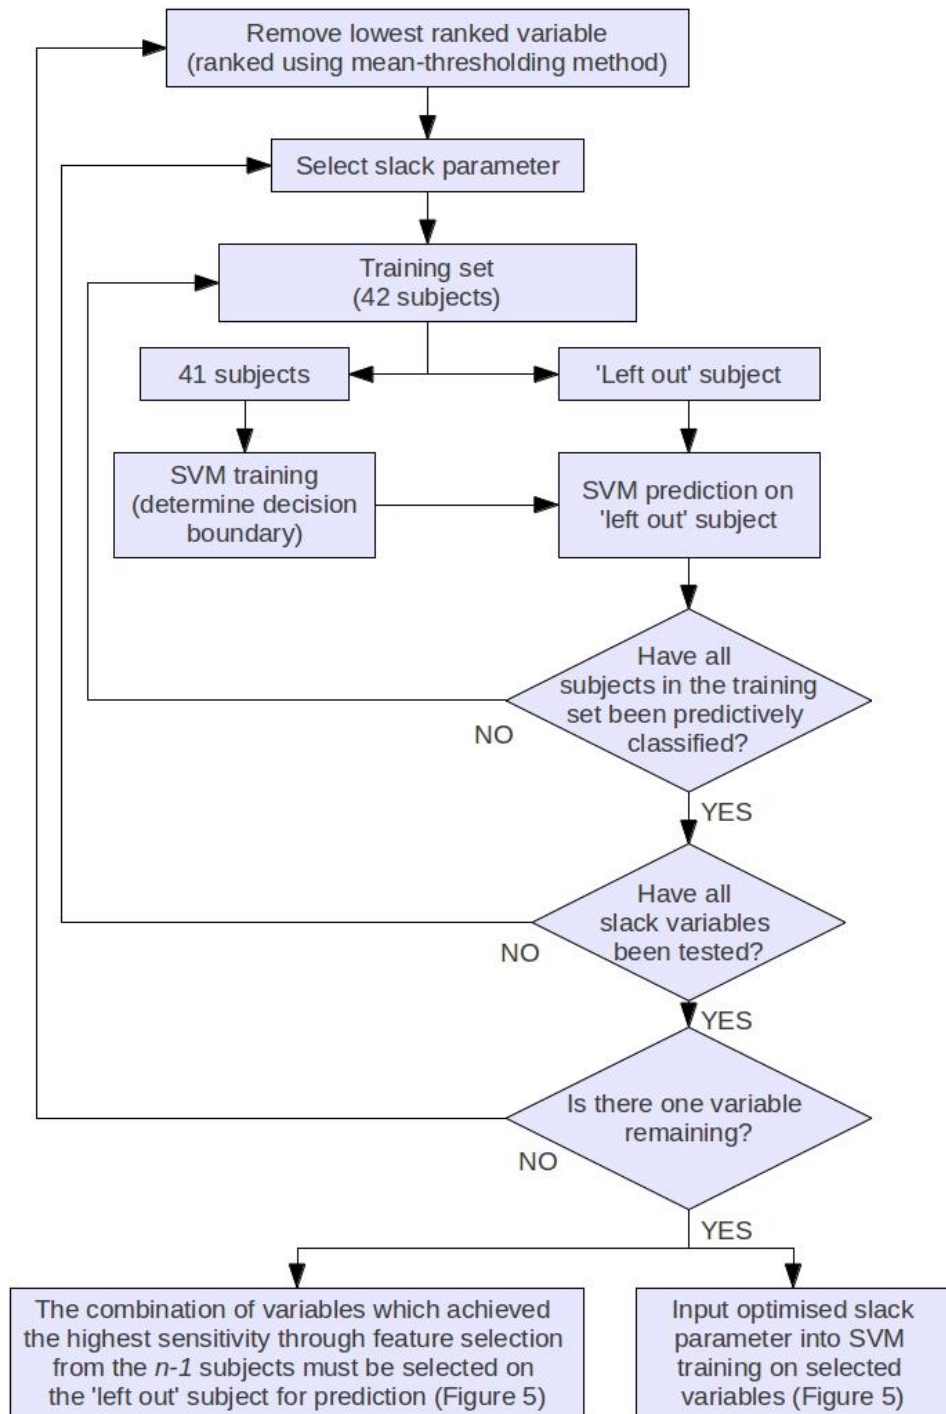 Remove lowest ranked variable
(ranked using mean-thresholding method)
Select slack parameter
Training set
(42 subjects)
41 subjects
'Left out' subject
SVM training
(determine decision
boundary)
SVM prediction on
'left out' subject
Have all
subjects in the training
set been predictively
classified?
NO
YES
Have all
slack variables
been tested?
NO
YES
Is there one variable
remaining?
NO
YES
The combination of variables which achieved
the highest sensitivity through feature selection
from the n-1 subjects must be selected on
the 'left out' subject for prediction (Figure 5)
Input optimised slack
parameter into SVM
training on selected
variables (Figure 5)